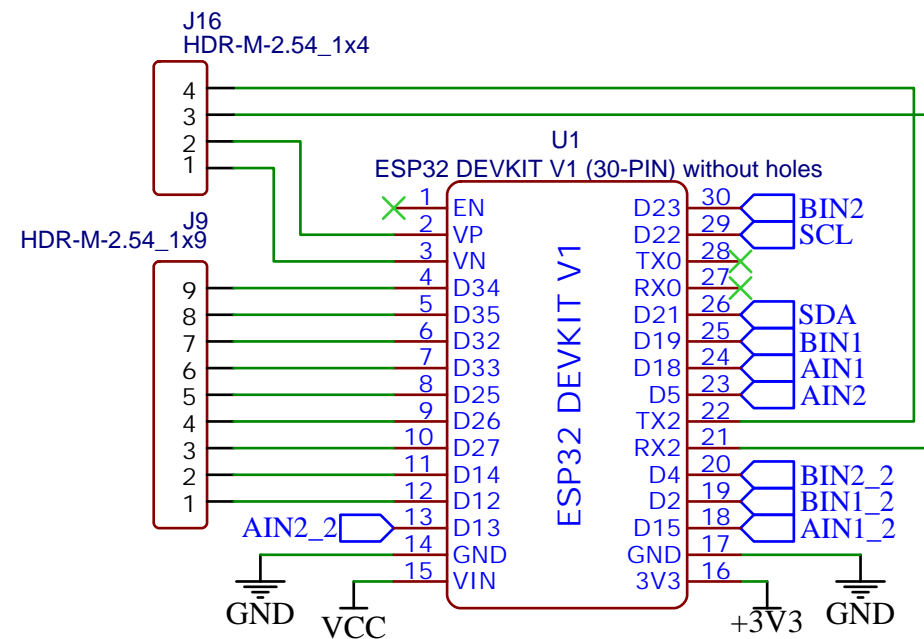 J16
HDR-M-2.54_1x4
4
3
2
1
J9
HDR-M-2.54_1x9
9
8
7
6
5
4
3
2
1
U1
ESP32 DEVKIT V1 (30-PIN) without holes
ESP32 DEVKIT V1
1 EN
2 VP
3 VN
4 D34
5 D35
6 D32
7 D33
8 D25
9 D26
10 D27
11 D14
12 D12
AIN2_2 13 D13
14 GND
15 VIN
D23 30 BIN2
D22 29 SCL
TX0 28
RX0 27
D21 26 SDA
D19 25 BIN1
D18 24 AIN1
D5 23 AIN2
TX2 22
RX2 21
D4 20 BIN2_2
D2 19 BIN1_2
D15 18 AIN1_2
GND 17
3V3 16
GND
VCC
+3V3
GND